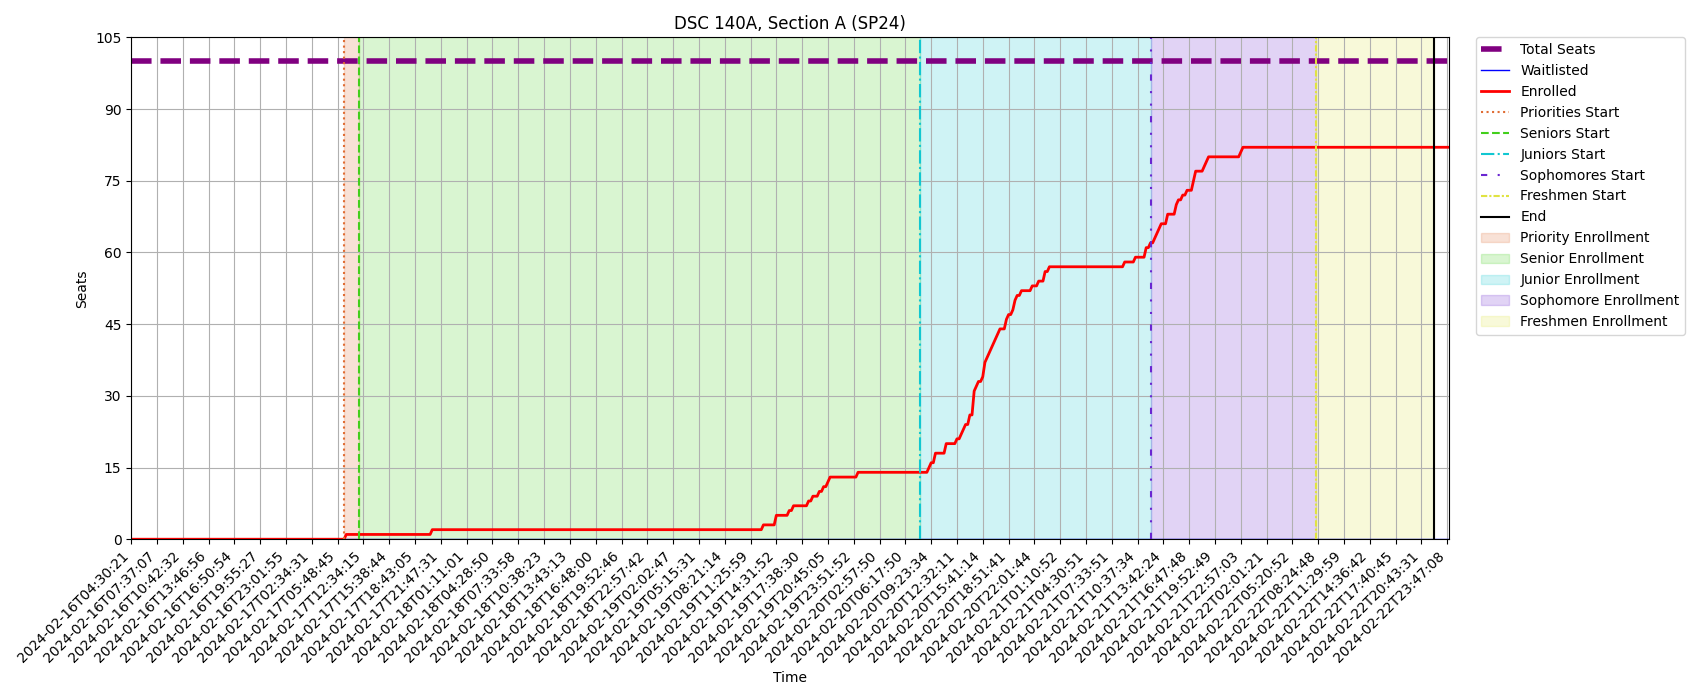 DSC 140A, Section A (SP24)
Seats
105
90
75
60
45
30
15
0
2024-02-16T04:30:21
2024-02-16T07:37:07
2024-02-16T10:42:32
2024-02-16T13:46:56
2024-02-16T16:50:54
2024-02-16T19:55:27
2024-02-16T23:01:55
2024-02-17T02:34:31
2024-02-17T05:48:45
2024-02-17T12:34:15
2024-02-17T15:38:44
2024-02-17T18:43:05
2024-02-17T21:47:31
2024-02-18T01:11:01
2024-02-18T04:28:50
2024-02-18T07:33:58
2024-02-18T10:38:23
2024-02-18T13:43:13
2024-02-18T16:48:00
2024-02-18T19:52:46
2024-02-18T22:57:42
2024-02-19T02:02:47
2024-02-19T05:15:31
2024-02-19T08:21:14
2024-02-19T11:25:59
2024-02-19T14:31:52
2024-02-19T17:38:30
2024-02-19T20:45:05
2024-02-19T23:51:52
2024-02-20T02:57:50
2024-02-20T06:17:50
2024-02-20T09:23:34
2024-02-20T12:32:11
2024-02-20T15:41:14
2024-02-20T18:51:41
2024-02-20T22:01:44
2024-02-21T01:10:52
2024-02-21T04:30:51
2024-02-21T07:33:51
2024-02-21T10:37:34
2024-02-21T13:42:24
2024-02-21T16:47:48
2024-02-21T19:52:49
2024-02-21T22:57:03
2024-02-22T02:01:21
2024-02-22T05:20:52
2024-02-22T08:24:48
2024-02-22T11:29:59
2024-02-22T14:36:42
2024-02-22T17:40:45
2024-02-22T20:43:31
2024-02-22T23:47:08
Time
Total Seats
Waitlisted
Enrolled
Priorities Start
Seniors Start
Juniors Start
Sophomores Start
Freshmen Start
End
Priority Enrollment
Senior Enrollment
Junior Enrollment
Sophomore Enrollment
Freshmen Enrollment